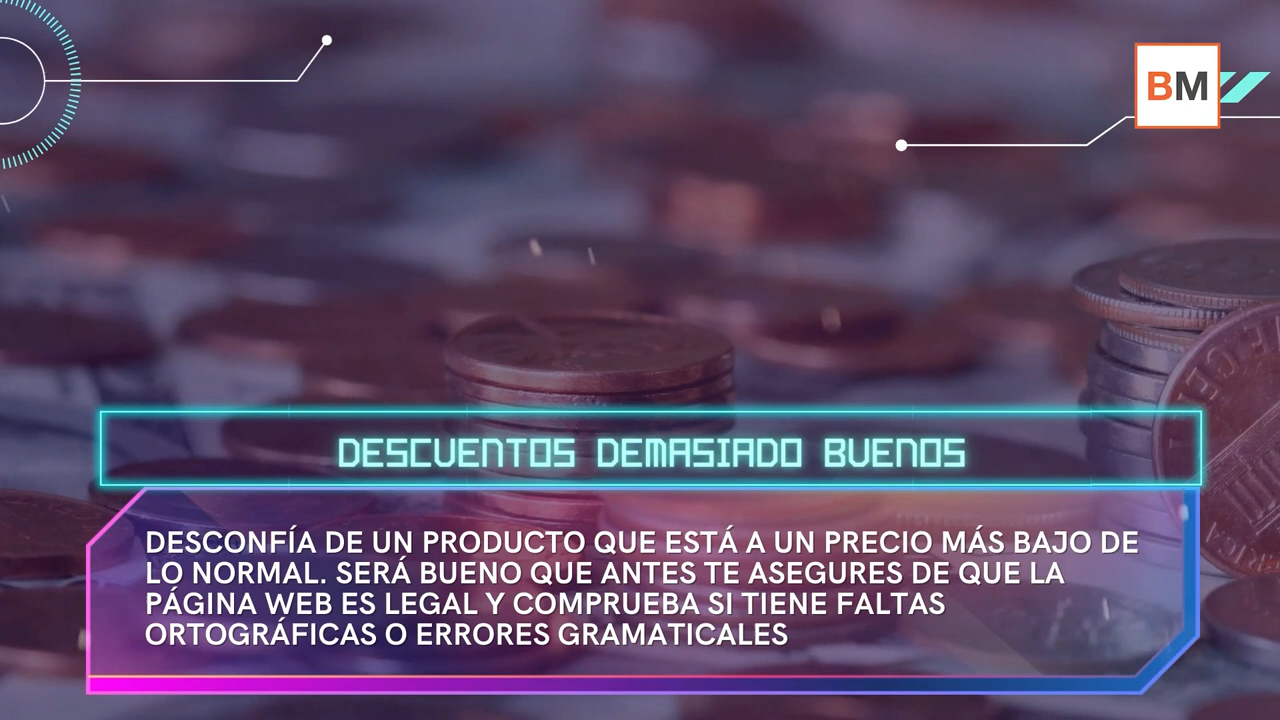 BM
DESCUENTOS DEMASIADO BUENOS
DESCONFÍA DE UN PRODUCTO QUE ESTÁ A UN PRECIO MÁS BAJO DE
LO NORMAL. SERÁ BUENO QUE ANTES TE ASEGURES DE QUE LA
PÁGINA WEB ES LEGAL Y COMPRUEBA SI TIENE FALTAS
ORTOGRÁFICAS O ERRORES GRAMATICALES